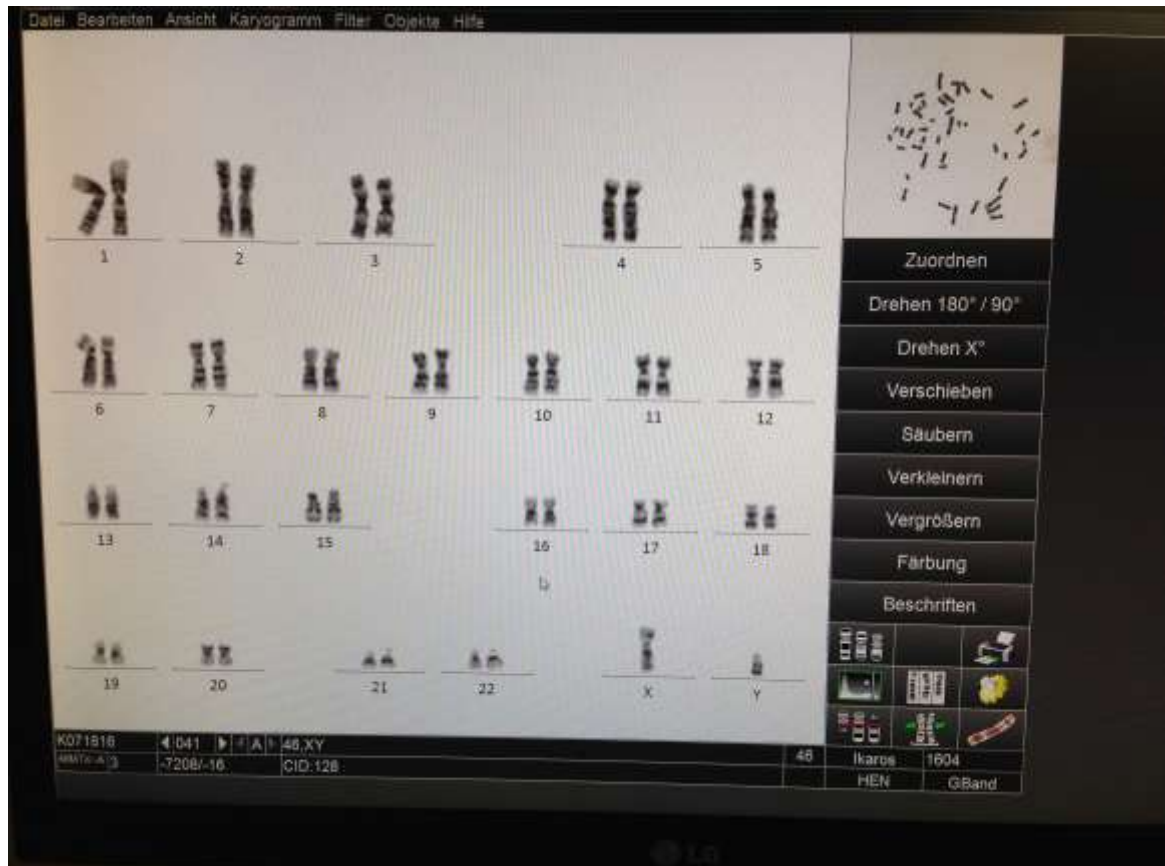 Datei Bearbeiten Ansicht Karyogramm Filter Objekte Hilfe
1 2 3 4 5
6 7 8 9 10 11 12
13 14 15 16 17 18
19 20 21 22 X Y
Zuordnen
Drehen 180° / 90°
Drehen X°
Verschieben
Säubern
Verkleinern
Vergrößern
Färbung
Beschriften
K071816 041 A 46,XY 46 Ikaros 1604
3 -7208/-16 CID:128 HEN GBand
LG